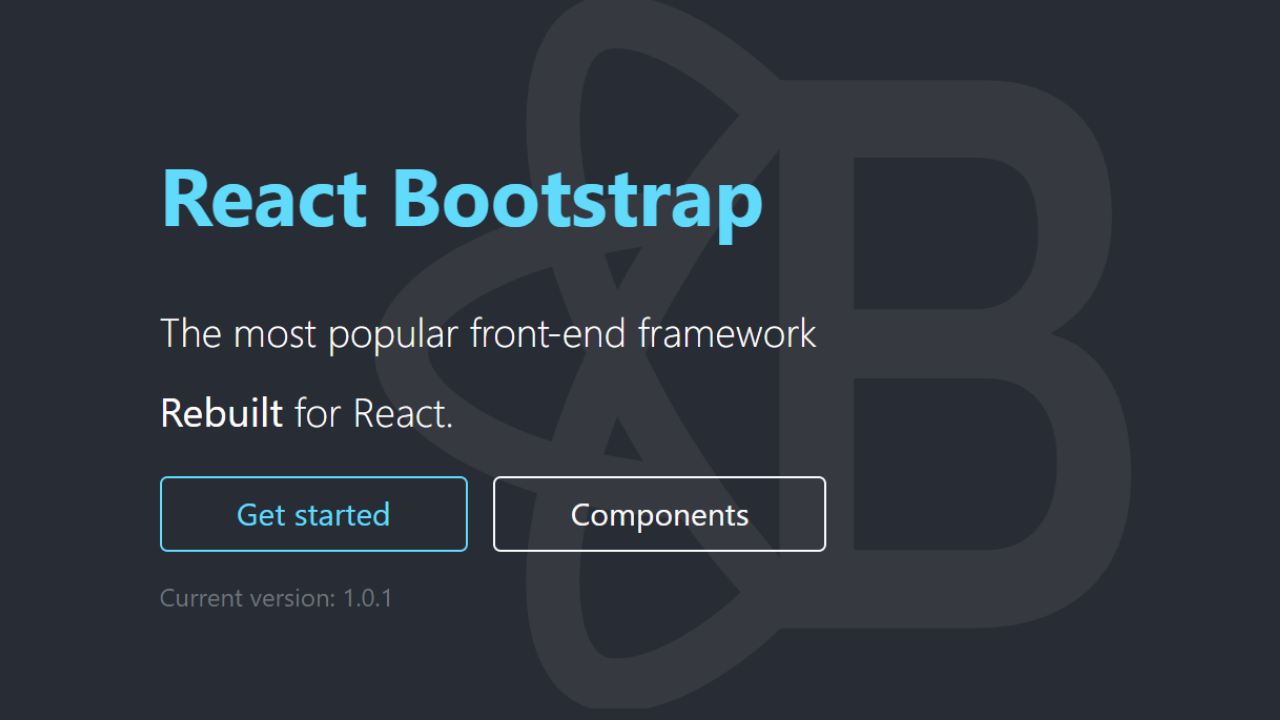 React Bootstrap
The most popular front-end framework
Rebuilt for React.
Get started
Components
Current version: 1.0.1
B